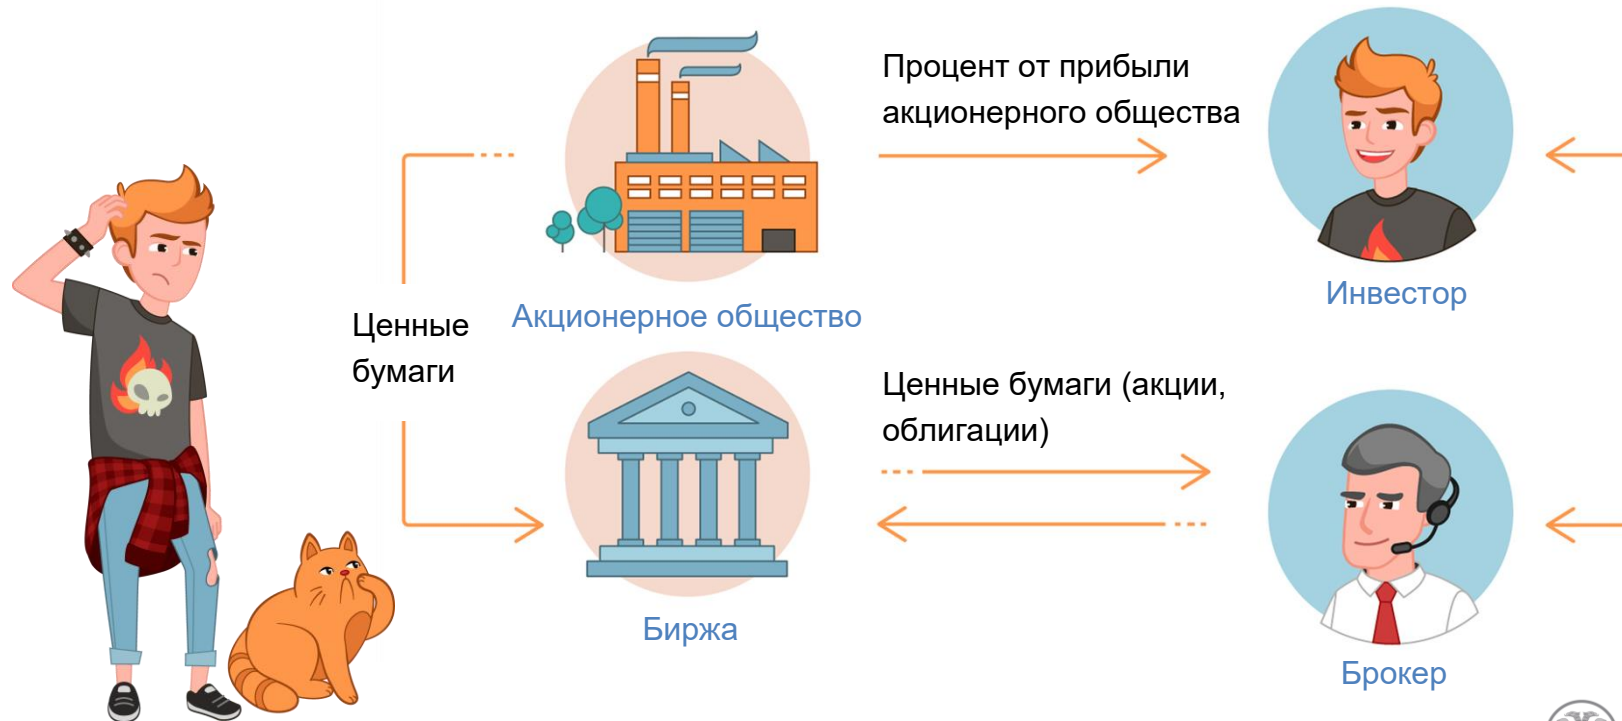 Процент от прибыли
акционерного общества
Инвестор
Акционерное общество
Ценные
бумаги
Ценные бумаги (акции,
облигации)
Биржа
Брокер